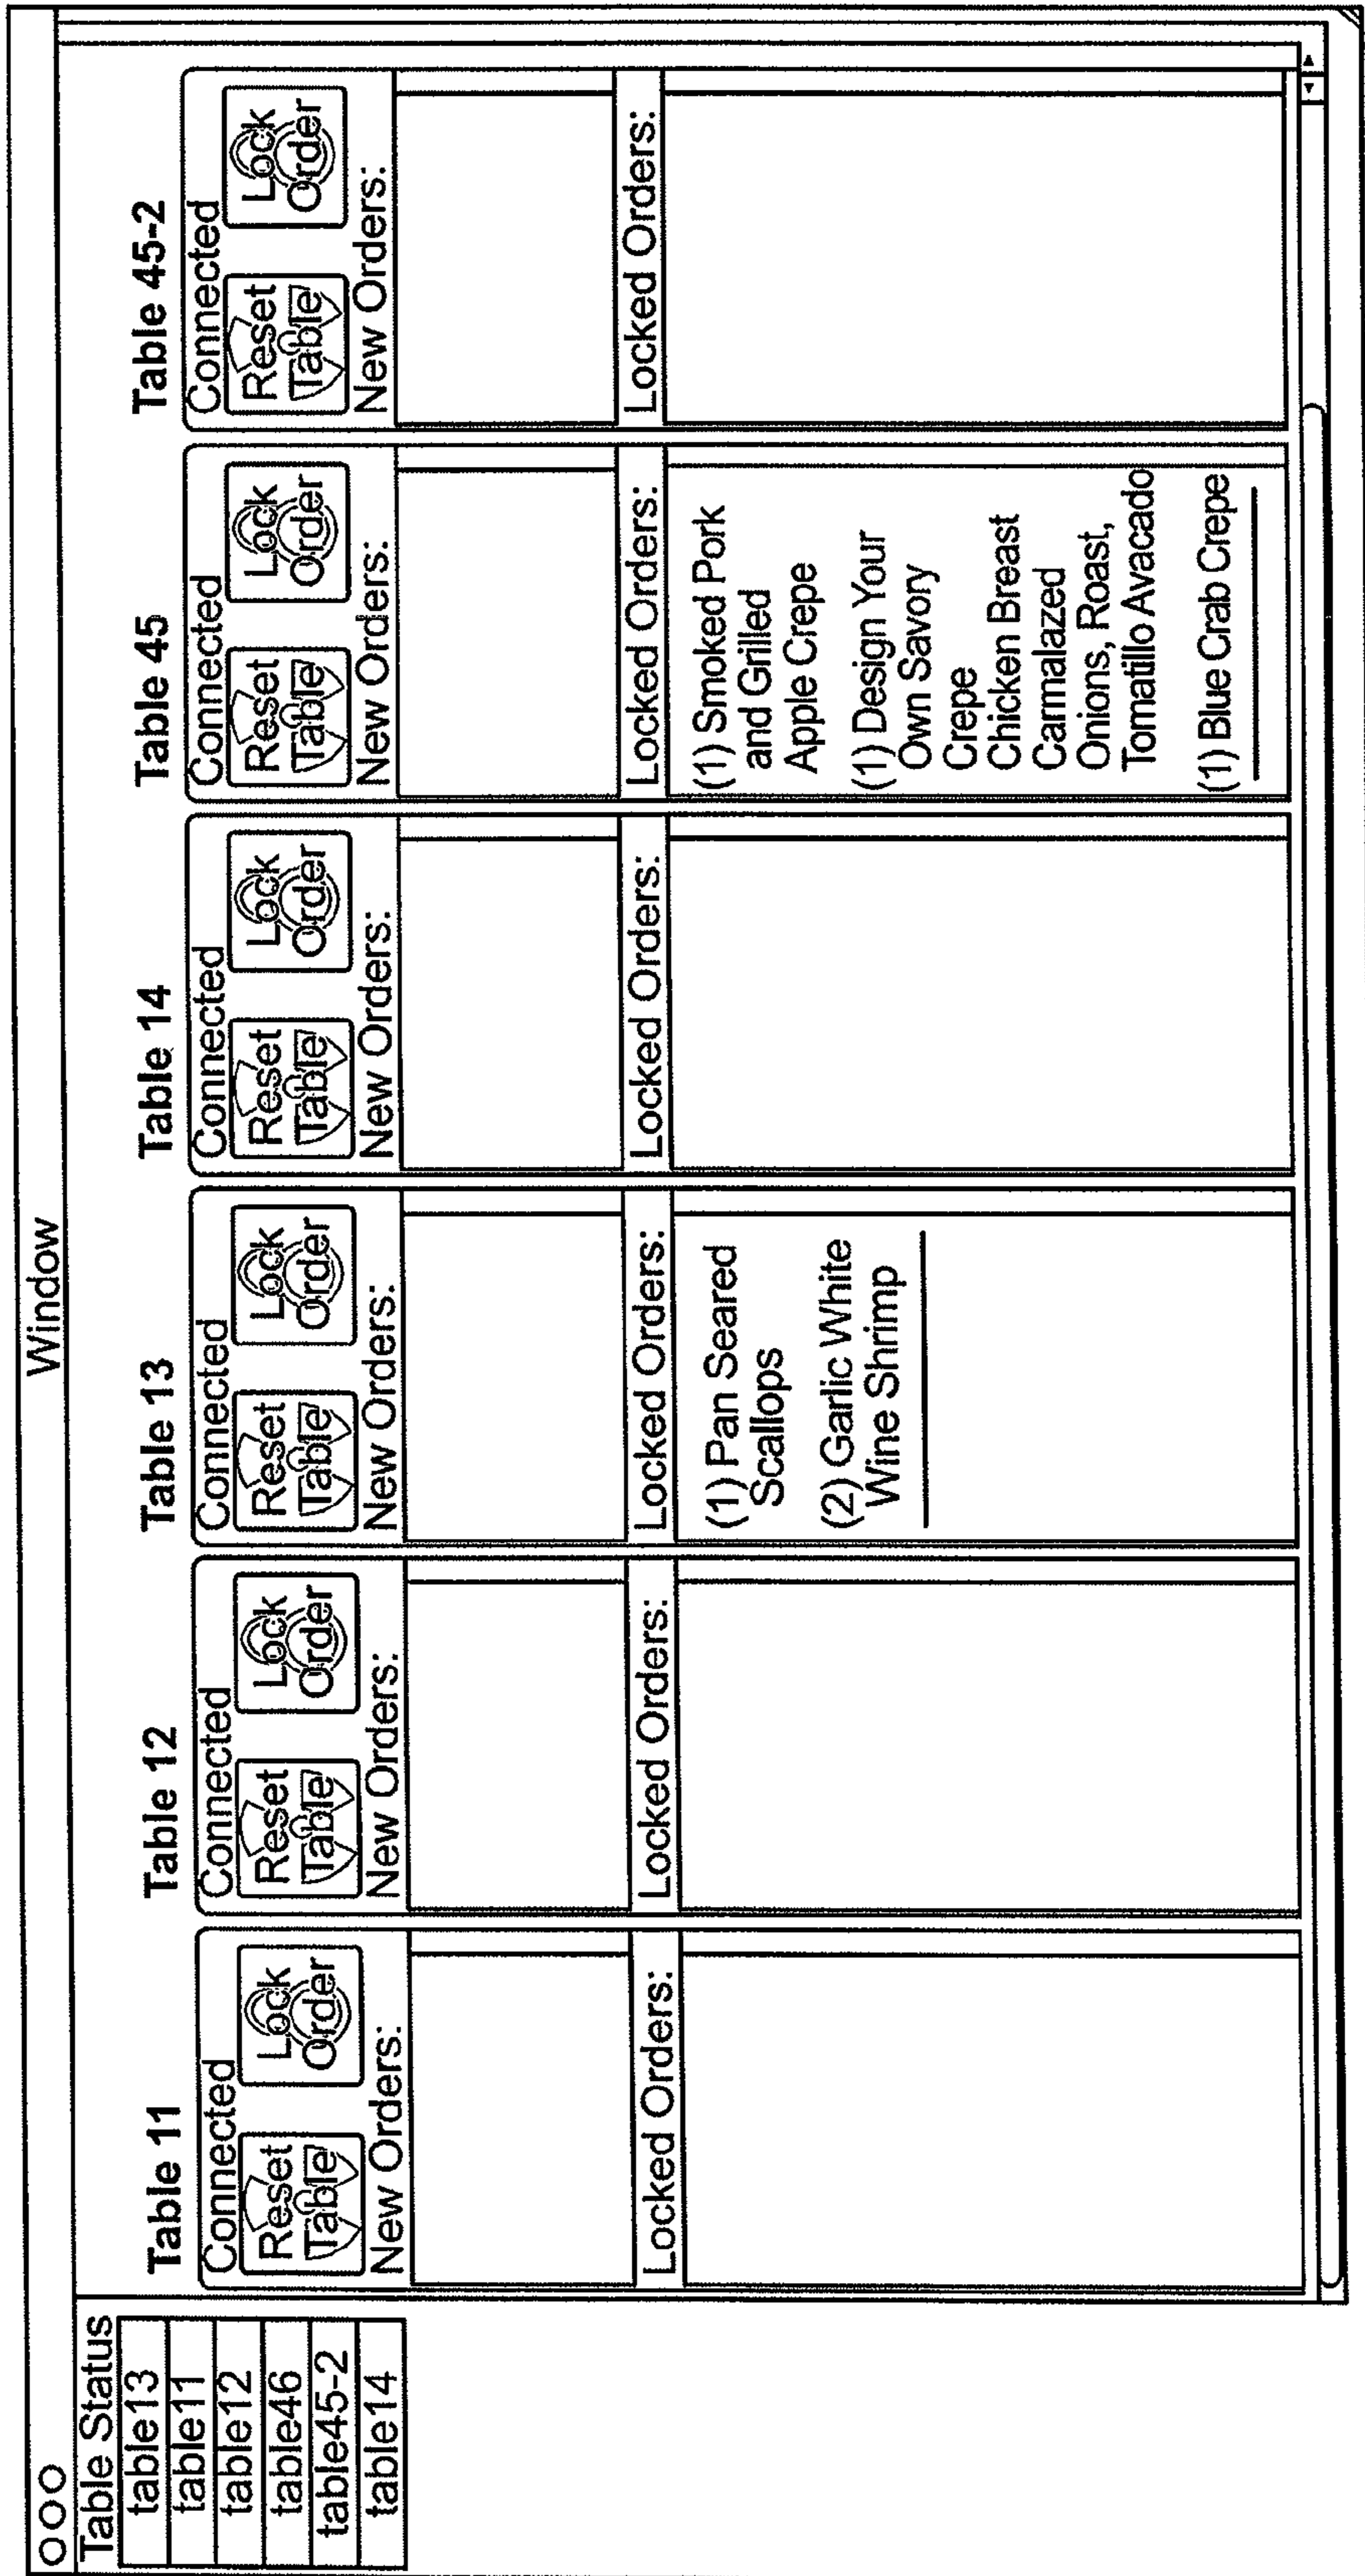 Window
Table Status
table13
table11
table12
table46
table45-2
table14
Table 11
Connected
Reset
Table
Lock
Order
New Orders:
Locked Orders:
Table 12
Connected
Reset
Table
Lock
Order
New Orders:
Locked Orders:
Table 13
Connected
Reset
Table
Lock
Order
New Orders:
Locked Orders:
(1) Pan Seared
Scallops
(2) Garlic White
Wine Shrimp
Table 14
Connected
Reset
Table
Lock
Order
New Orders:
Locked Orders:
Table 45
Connected
Reset
Table
Lock
Order
New Orders:
Locked Orders:
(1) Smoked Pork
and Grilled
Apple Crepe
(1) Design Your
Own Savory
Crepe
Chicken Breast
Carmalazed
Onions, Roast,
Tomatillo Avacado
(1) Blue Crab Crepe
Table 45-2
Connected
Reset
Table
Lock
Order
New Orders:
Locked Orders: